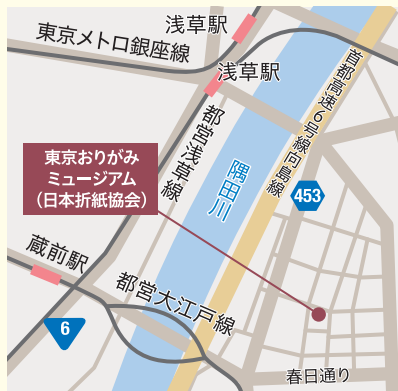 浅草駅
東京メトロ銀座線
浅草駅
首都高速6号線向島線
都営浅草線
東京おりがみ
ミュージアム
（日本折紙協会）
隅田川
453
蔵前駅
都営大江戸線
6
春日通り